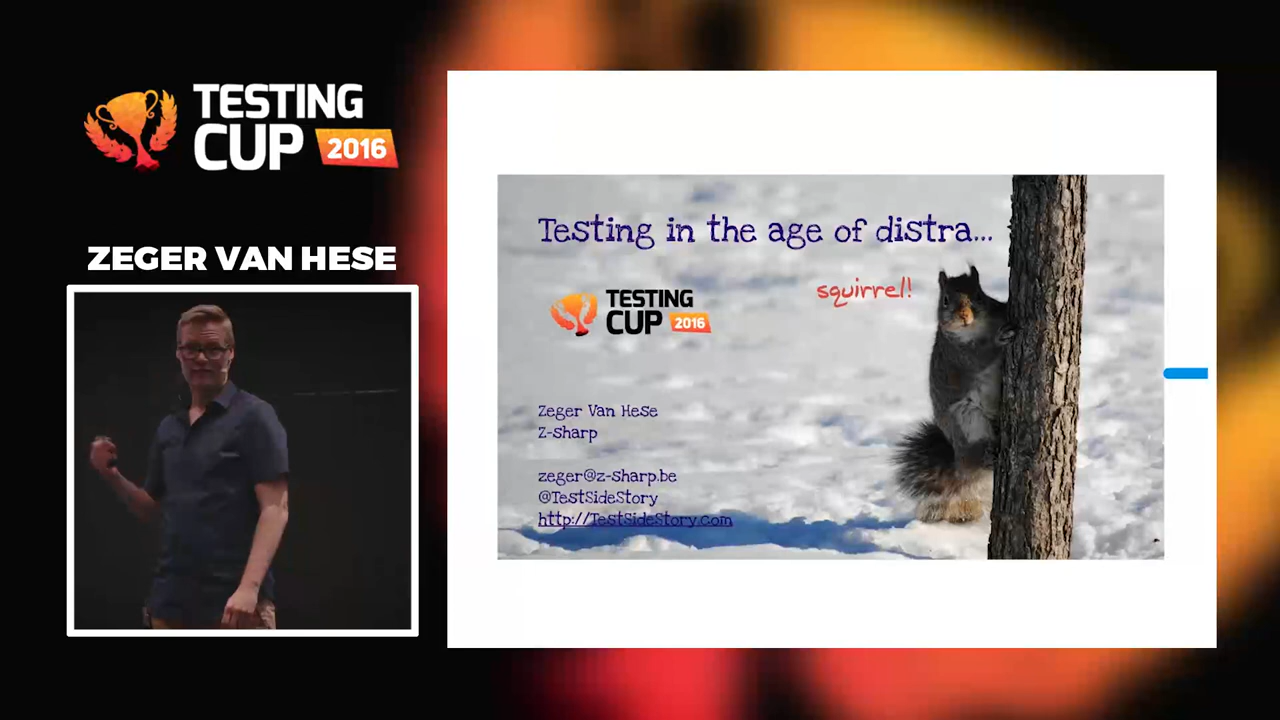 TESTING
CUP 2016
ZEGER VAN HESE
Testing in the age of distra...
squirrel!
TESTING
CUP 2016
Zeger Van Hese
Z-sharp
zeger@z-sharp.be
@TestSideStory
http://TestSideStory.com